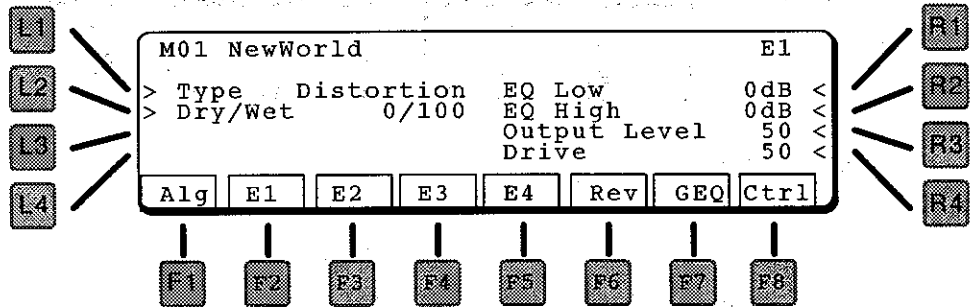 L1
L2
L3
L4
M01 NewWorld E1
> Type Distortion EQ Low 0dB <
> Dry/Wet 0/100 EQ High 0dB <
Output Level 50 <
Drive 50 <
Alg E1 E2 E3 E4 Rev GEQ Ctrl
R1
R2
R3
R4
F1 F2 F3 F4 F5 F6 F7 F8